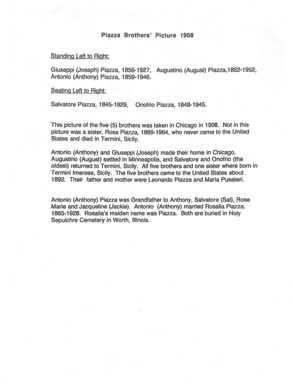 Piazza Brothers' Picture 1908
Standing Left to Right:
Giuseppi (Joseph) Piazza, 1856-1927, Augustino (August) Piazza,1862-1952,
Antonio (Anthony) Piazza, 1859-1946.
Seating Left to Right:
Salvatore Piazza, 1845-1929, Onofrio Piazza, 1848-1945.
This picture of the five (5) brothers was taken in Chicago in 1908. Not in this
picture was a sister, Rosa Piazza, 1869-1964, who never came to the United
States and died in Termini, Sicily.
Antonio (Anthony) and Giuseppi (Joseph) made their home in Chicago.
Augustino (August) settled in Minneapolis, and Salvatore and Onofrio (the
oldest) returned to Termini, Sicily. All five brothers and one sister where born in
Termini Imerese, Sicily. The five brothers came to the United States about
1892. Their father and mother were Leonardo Piazza and Maria Pusateri.
Antonio (Anthony) Piazza was Grandfather to Anthony, Salvatore (Sal), Rose
Marie and Jacqueline (Jackie). Antonio (Anthony) married Rosalia Piazza.
1865-1928. Rosalia's maiden name was Piazza. Both are buried in Holy
Sepulchre Cemetery in Worth, Illinois.